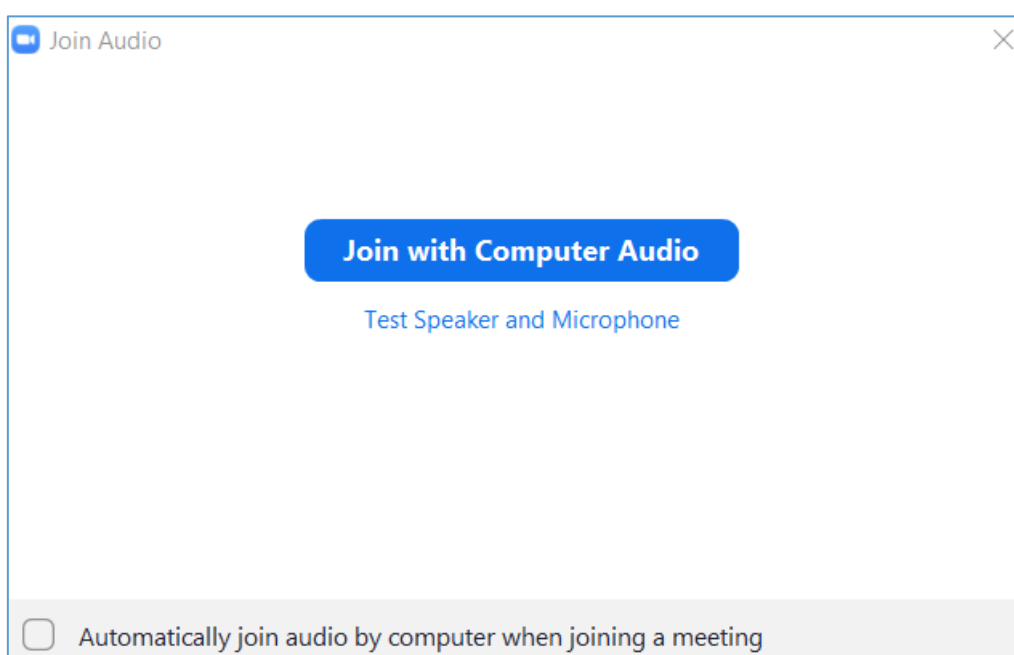 Join Audio
Join with Computer Audio
Test Speaker and Microphone
Automatically join audio by computer when joining a meeting